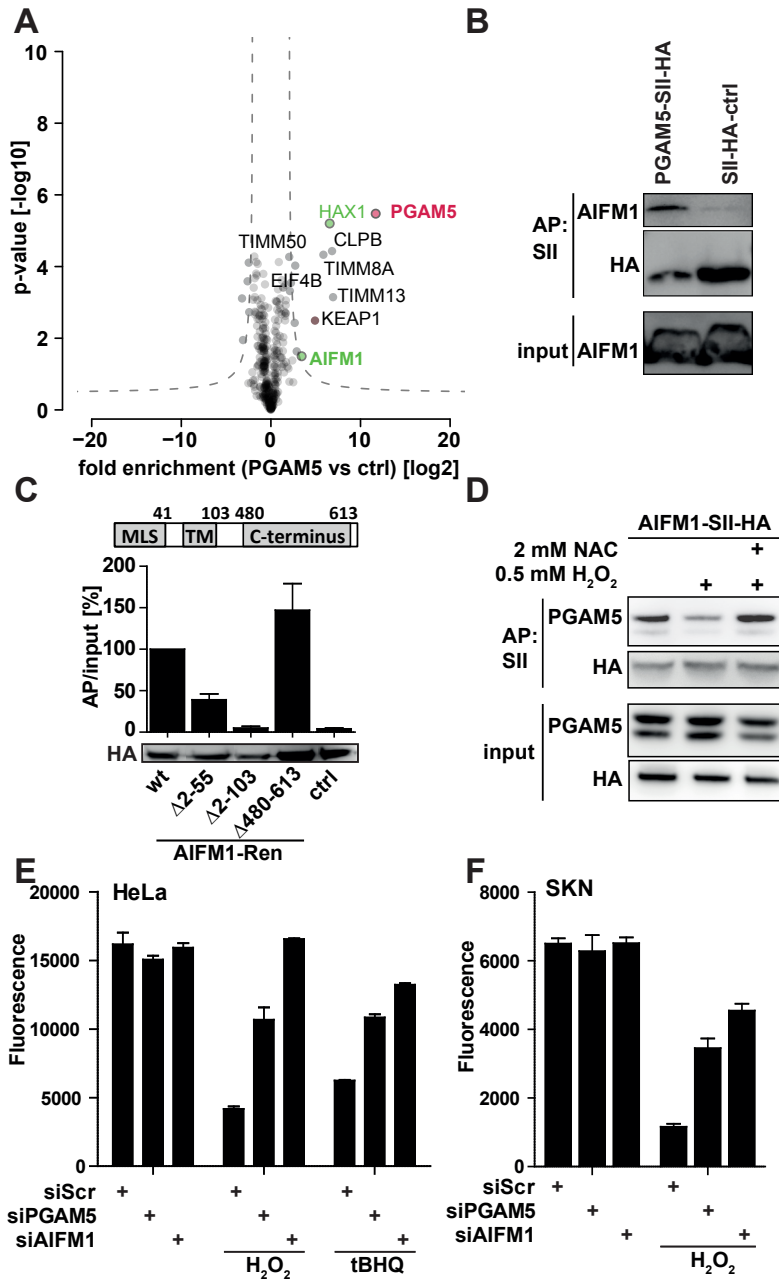 A
10
8
6
4
2
0
p-value [-log10]
HAX1
PGAM5
TIMM50
CLPB
EIF4B
TIMM8A
TIMM13
KEAP1
AIFM1
−20
−10
0
10
20
fold enrichment (PGAM5 vs ctrl) [log2]
B
PGAM5-SII-HA
SII-HA-ctrl
AP:
SII
AIFM1
HA
input
AIFM1
C
41
103
480
613
MLS
TM
C-terminus
200
150
100
50
0
AP/input [%]
HA
wt
Δ2-55
Δ2-103
Δ480-613
ctrl
AIFM1-Ren
D
AIFM1-SII-HA
2 mM NAC +
0.5 mM H₂O₂ + +
AP:
SII
PGAM5
HA
input
PGAM5
HA
E
HeLa
20000
15000
10000
5000
0
Fluorescence
siScr + + +
siPGAM5 + + +
siAIFM1 + + +
H₂O₂
tBHQ
F
SKN
8000
6000
4000
2000
0
Fluorescence
siScr + +
siPGAM5 + +
siAIFM1 + +
H₂O₂